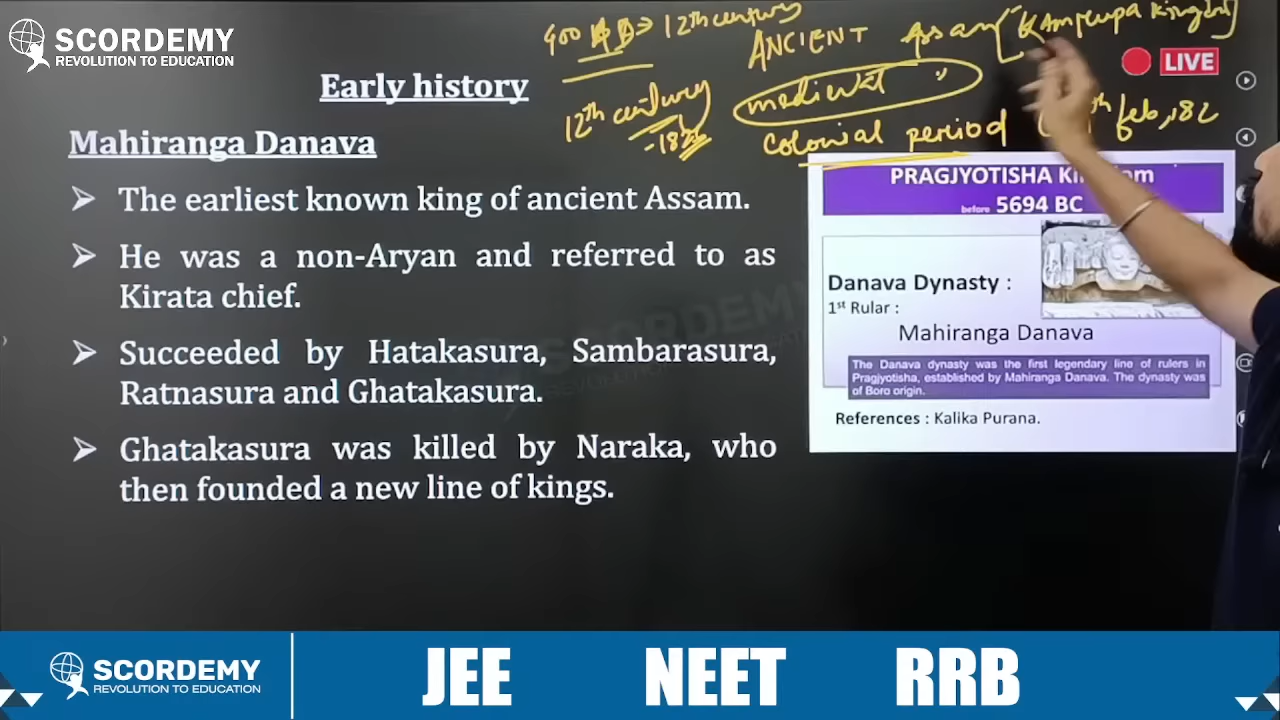 SCORDEMY
REVOLUTION TO EDUCATION
12th century
ANCIENT Assam
LIVE
Early history
12th century
medieval "
-1826
colonial period
feb, 182
Mahiranga Danava
PRAGJYOTISHA
before 5694 BC
➢ The earliest known king of ancient Assam.
➢ He was a non-Aryan and referred to as
Kirata chief.
Danava Dynasty :
1st Rular :
Mahiranga Danava
➢ Succeeded by Hatakasura, Sambarasura,
Ratnasura and Ghatakasura.
The Danava dynasty was the first legendary line of rulers in
Pragjyotisha, established by Mahiranga Danava. The dynasty was
of Boro origin.
References : Kalika Purana.
➢ Ghatakasura was killed by Naraka, who
then founded a new line of kings.
SCORDEMY
REVOLUTION TO EDUCATION
JEE NEET RRB